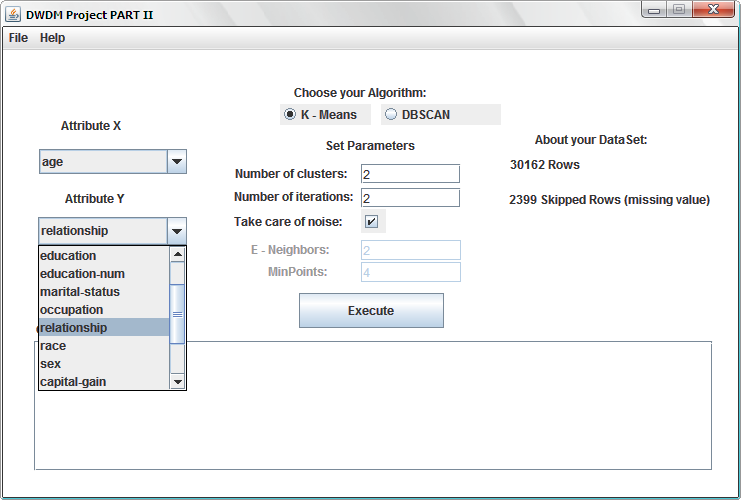 DWDM Project PART II
File Help
Choose your Algorithm:
K - Means DBSCAN
Attribute X
age
Attribute Y
relationship
education
education-num
marital-status
occupation
relationship
race
sex
capital-gain
Set Parameters
Number of clusters: 2
Number of iterations: 2
Take care of noise:
E - Neighbors: 2
MinPoints: 4
Execute
About your DataSet:
30162 Rows
2399 Skipped Rows (missing value)